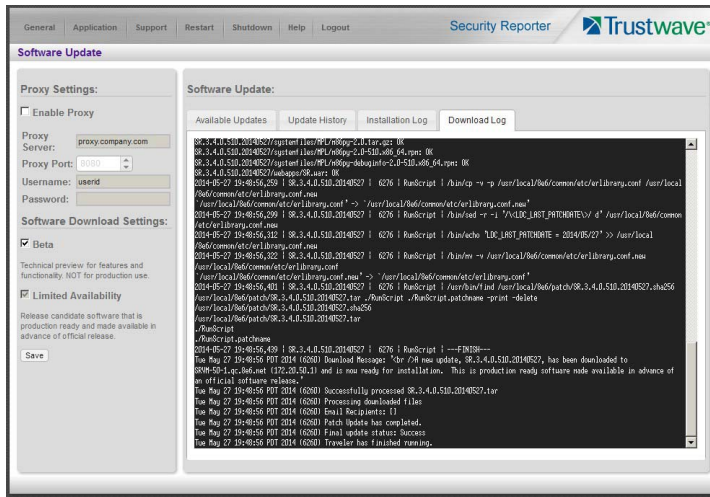 General Application Support Restart Shutdown Help Logout
Security Reporter
Trustwave®
Software Update
Proxy Settings:
Enable Proxy
Proxy Server:
proxy.company.com
Proxy Port:
8080
Username:
userid
Password:
Software Download Settings:
Beta
Technical preview for features and
functionality. NOT for production use.
Limited Availability
Release candidate software that is
production ready and made available in
advance of official release.
Save
Software Update:
Available Updates Update History Installation Log Download Log
SR.3.4.0.510.20140527/systemfiles/MPL/m86py-2.0.tar.gz: OK
SR.3.4.0.510.20140527/systemfiles/MPL/m86py-2.0-510.x86_64.rpm: OK
SR.3.4.0.510.20140527/systemfiles/MPL/m86py-debuginfo-2.0-510.x86_64.rpm: OK
SR.3.4.0.510.20140527/webapps/SR.war: OK
2014-05-27 19:48:56,259 | SR.3.4.0.510.20140527 | 6276 | RunScript | /bin/cp -v -p /usr/local/8e6/common/etc/erlibrary.conf /usr/local
/8e6/common/etc/erlibrary.conf.new
`/usr/local/8e6/common/etc/erlibrary.conf' -> `/usr/local/8e6/common/etc/erlibrary.conf.new'
2014-05-27 19:48:56,299 | SR.3.4.0.510.20140527 | 6276 | RunScript | /bin/sed -r -i '/\<LDC_LAST_PATCHDATE\>/ d' /usr/local/8e6/common
/etc/erlibrary.conf.new
2014-05-27 19:48:56,312 | SR.3.4.0.510.20140527 | 6276 | RunScript | /bin/echo 'LDC_LAST_PATCHDATE = 2014/05/27' >> /usr/local
/8e6/common/etc/erlibrary.conf.new
2014-05-27 19:48:56,322 | SR.3.4.0.510.20140527 | 6276 | RunScript | /bin/mv -v /usr/local/8e6/common/etc/erlibrary.conf.new
/usr/local/8e6/common/etc/erlibrary.conf
`/usr/local/8e6/common/etc/erlibrary.conf.new' -> `/usr/local/8e6/common/etc/erlibrary.conf'
2014-05-27 19:48:56,401 | SR.3.4.0.510.20140527 | 6276 | RunScript | /usr/bin/find /usr/local/8e6/patch/SR.3.4.0.510.20140527.sha256
/usr/local/8e6/patch/SR.3.4.0.510.20140527.tar ./RunScript ./RunScript.patchname -print -delete
/usr/local/8e6/patch/SR.3.4.0.510.20140527.sha256
/usr/local/8e6/patch/SR.3.4.0.510.20140527.tar
./RunScript
./RunScript.patchname
2014-05-27 19:48:56,439 | SR.3.4.0.510.20140527 | 6276 | RunScript | ---FINISH---
Tue May 27 19:48:56 PDT 2014 (6260) Download Message: '<br />A new update, SR.3.4.0.510.20140527, has been downloaded to
SRVM-50-1.qc.8e6.net (172.20.50.1) and is now ready for installation. This is production ready software made available in advance of
an official software release.'
Tue May 27 19:48:56 PDT 2014 (6260) Successfully processed SR.3.4.0.510.20140527.tar
Tue May 27 19:48:56 PDT 2014 (6260) Processing downloaded files
Tue May 27 19:48:56 PDT 2014 (6260) Email Recipients: []
Tue May 27 19:48:56 PDT 2014 (6260) Patch Update has completed.
Tue May 27 19:48:56 PDT 2014 (6260) Final update status: Success
Tue May 27 19:48:56 PDT 2014 (6260) Traveler has finished running.